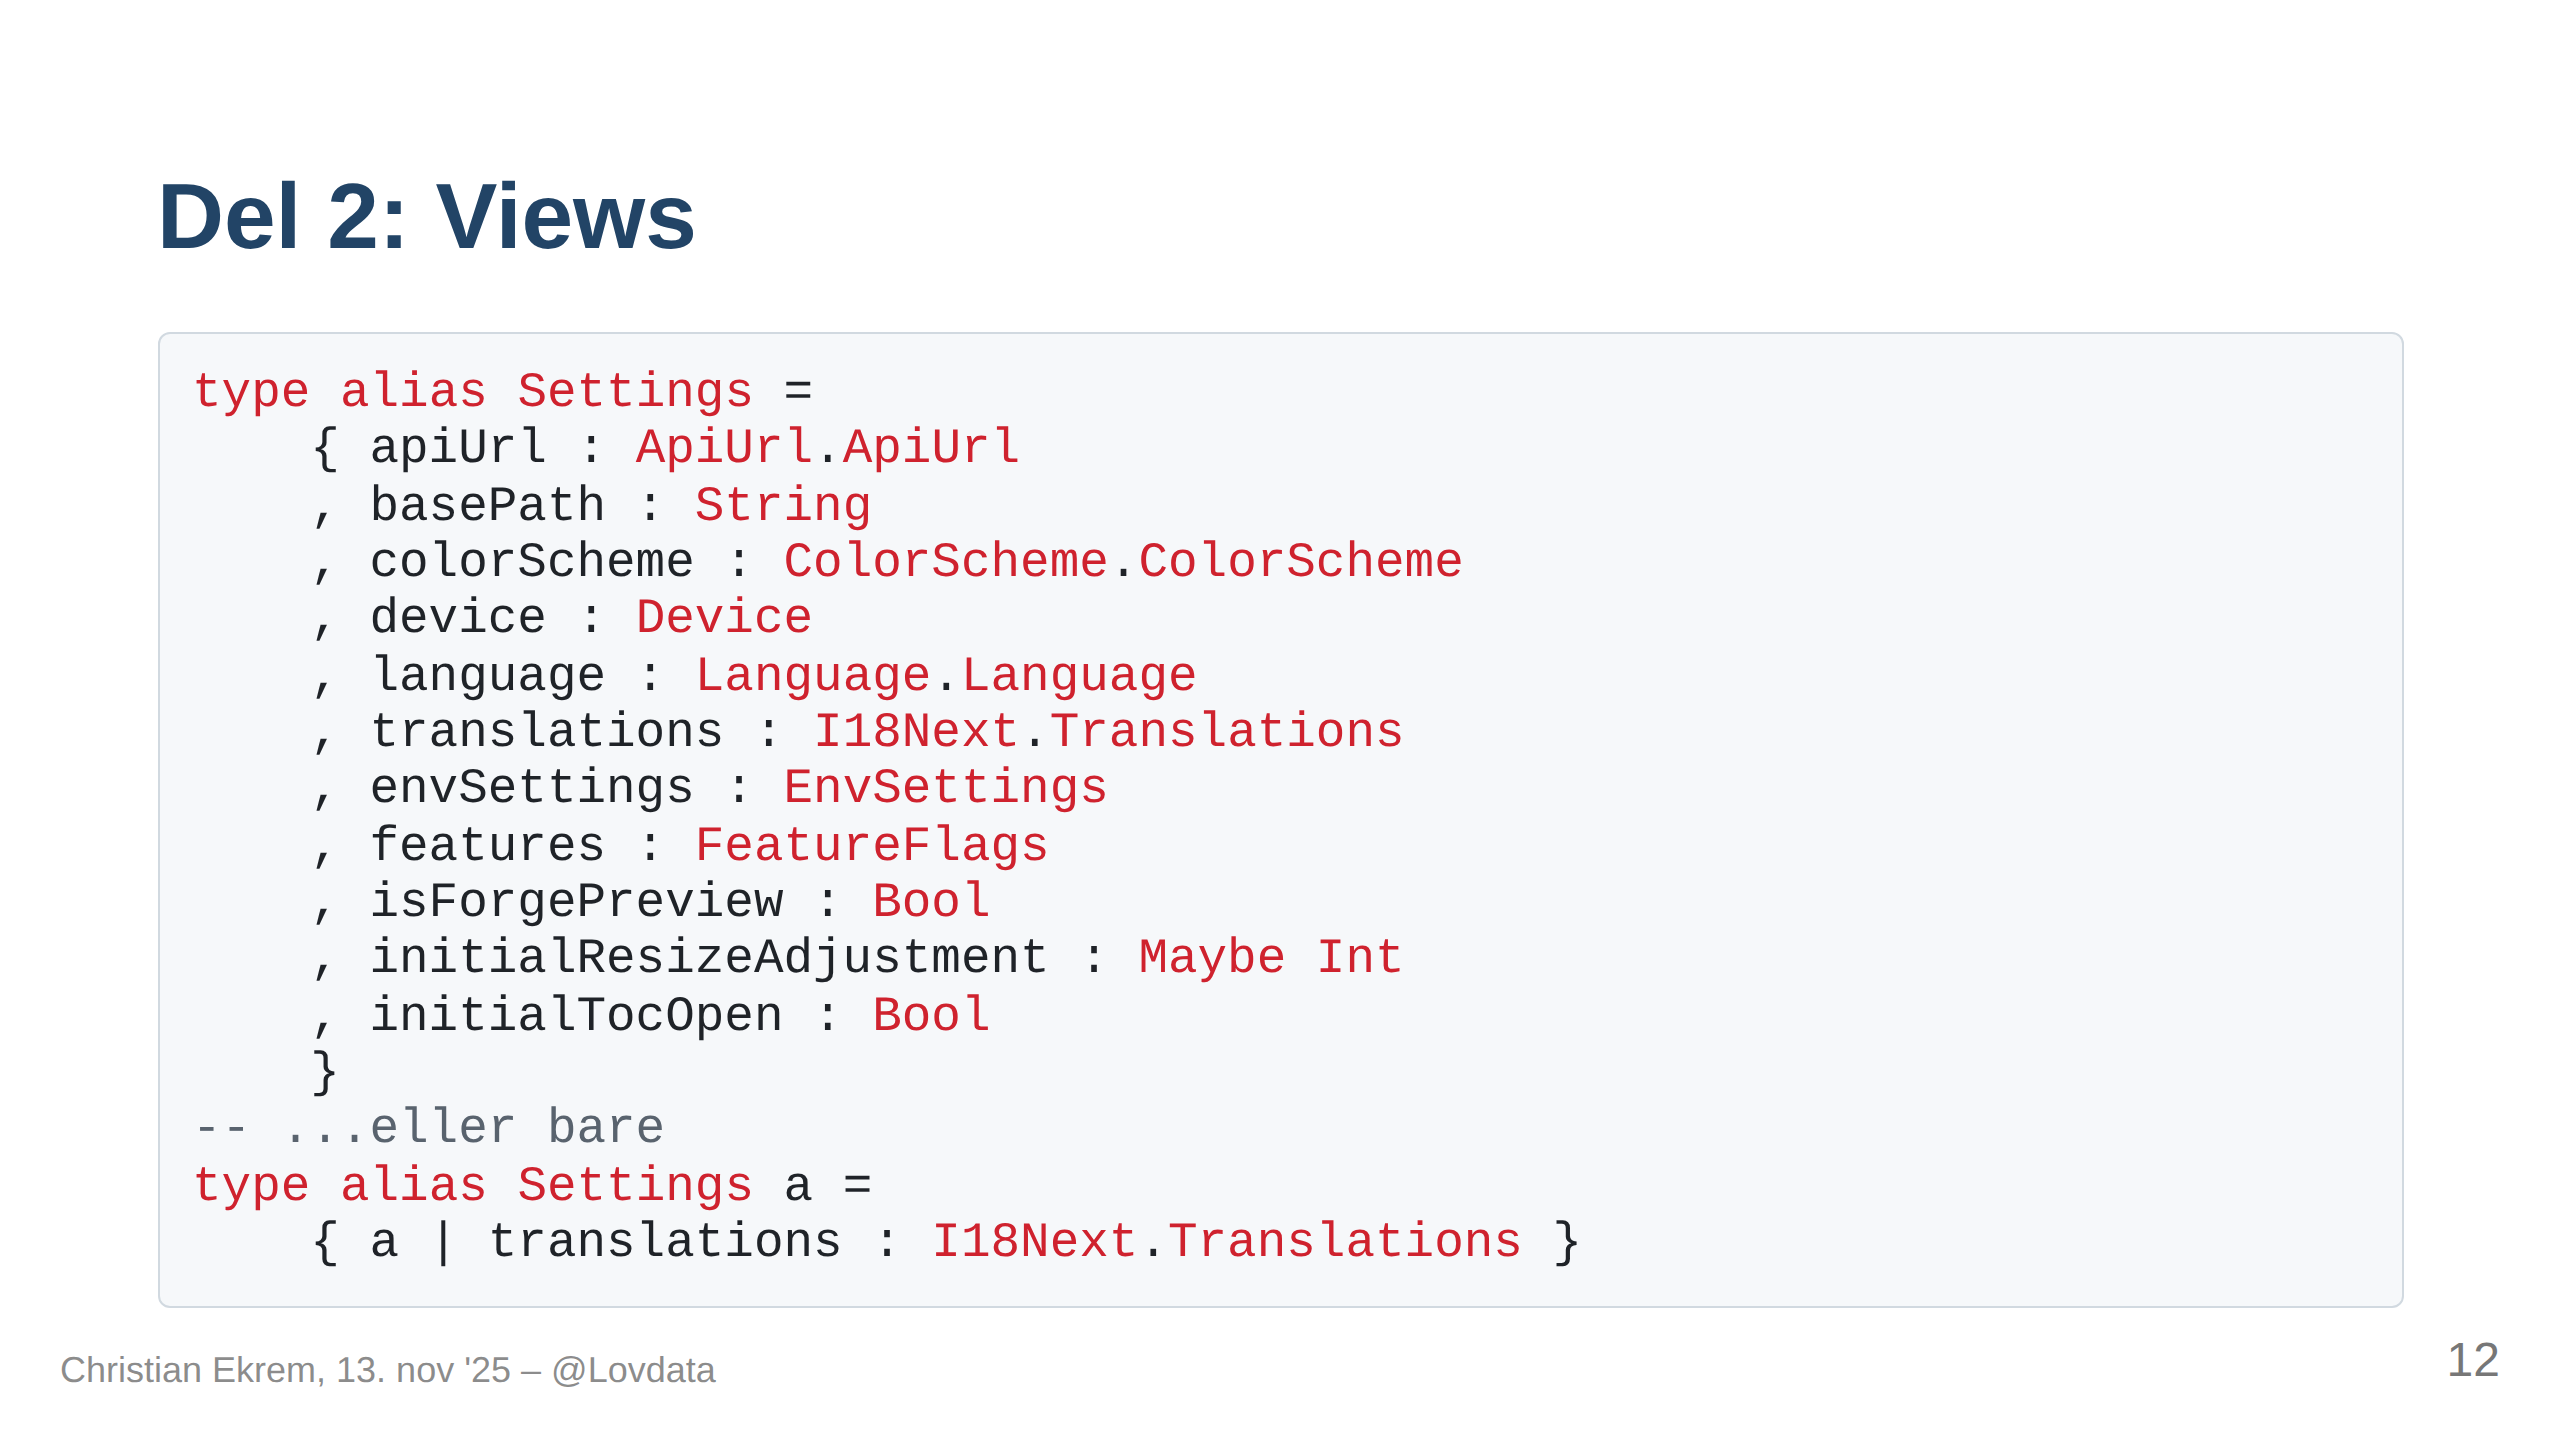 Del 2: Views
type alias Settings =
    { apiUrl : ApiUrl.ApiUrl
    , basePath : String
    , colorScheme : ColorScheme.ColorScheme
    , device : Device
    , language : Language.Language
    , translations : I18Next.Translations
    , envSettings : EnvSettings
    , features : FeatureFlags
    , isForgePreview : Bool
    , initialResizeAdjustment : Maybe Int
    , initialTocOpen : Bool
    }
-- ...eller bare
type alias Settings a =
    { a | translations : I18Next.Translations }
Christian Ekrem, 13. nov '25 – @Lovdata
12